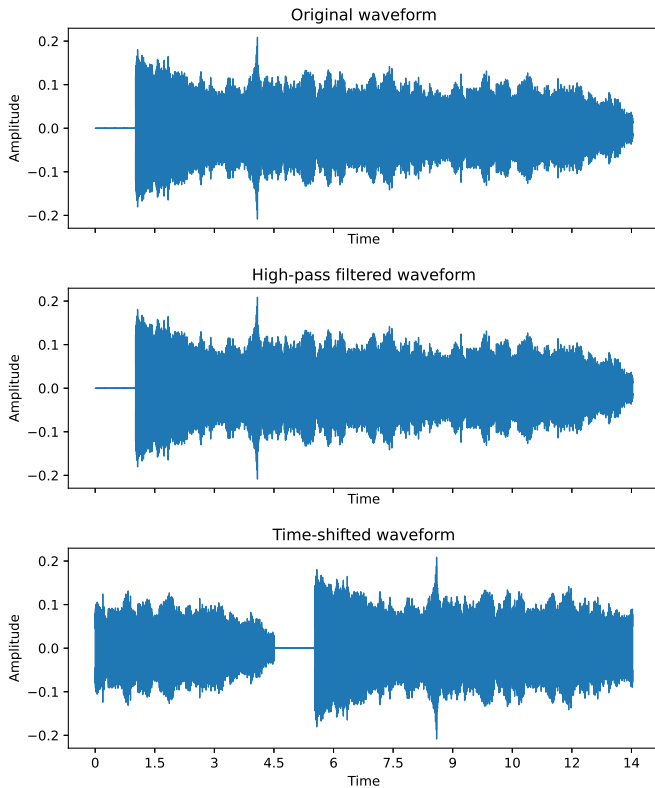 Original waveform
0.2
0.1
0.0
−0.1
−0.2
Amplitude
Time
High-pass filtered waveform
0.2
0.1
0.0
−0.1
−0.2
Amplitude
Time
Time-shifted waveform
0.2
0.1
0.0
−0.1
−0.2
Amplitude
0 1.5 3 4.5 6 7.5 9 10 12 14
Time